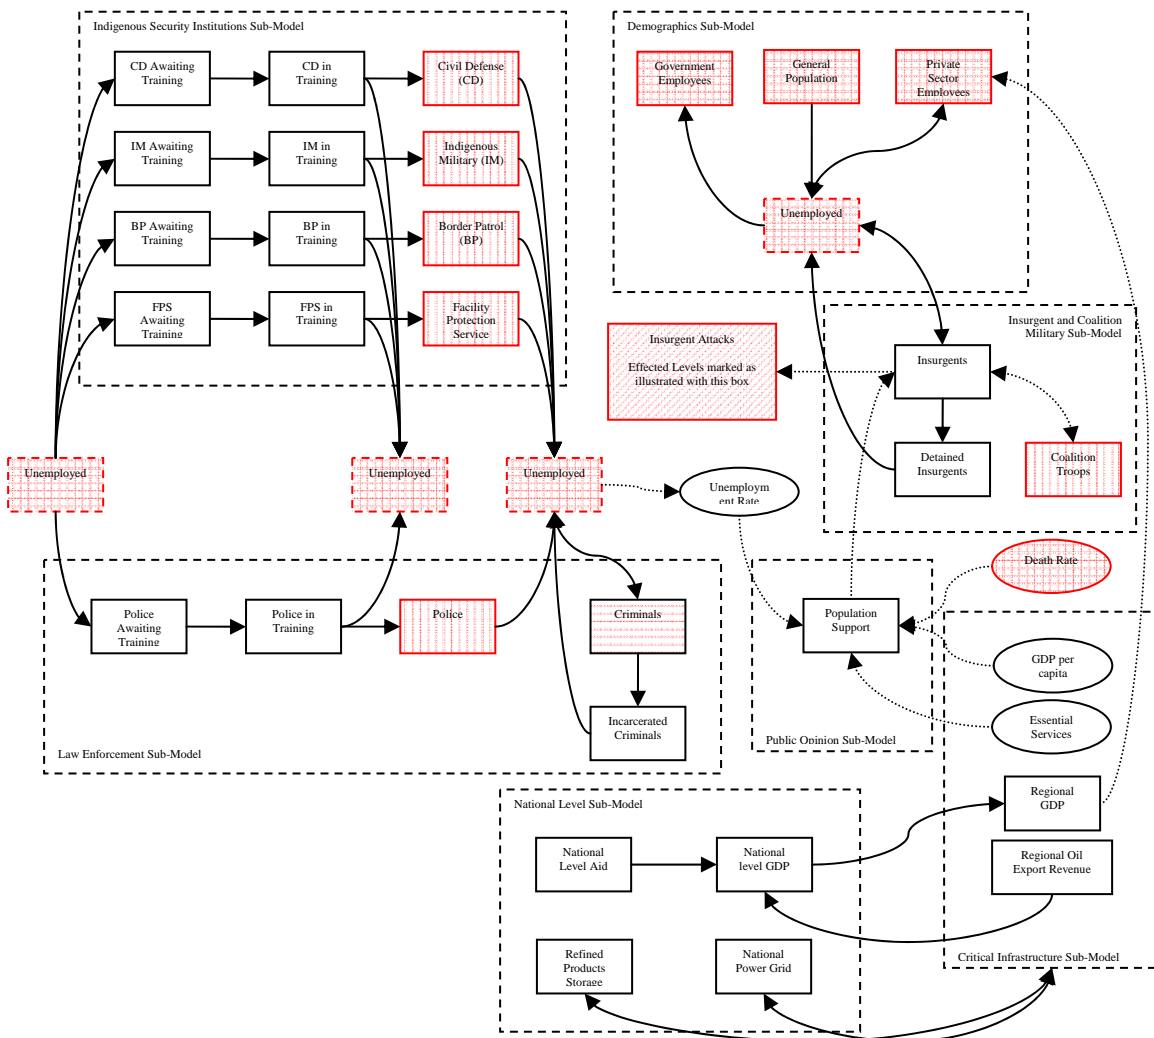 Indigenous Security Institutions Sub-Model
CD Awaiting
Training
CD in
Training
Civil Defense
(CD)
IM Awaiting
Training
IM in
Training
Indigenous
Military (IM)
BP Awaiting
Training
BP in
Training
Border Patrol
(BP)
FPS
Awaiting
Training
FPS in
Training
Facility
Protection
Service
Demographics Sub-Model
Government
Employees
General
Population
Private
Sector
Employees
Unemployed
Insurgent and Coalition
Military Sub-Model
Insurgent Attacks
Effected Levels marked as
illustrated with this box
Insurgents
Detained
Insurgents
Coalition
Troops
Unemployed
Unemployed
Unemployed
Unemploym
ent Rate
Death Rate
Police
Awaiting
Training
Police in
Training
Police
Criminals
Incarcerated
Criminals
Law Enforcement Sub-Model
Population
Support
Public Opinion Sub-Model
GDP per
capita
Essential
Services
Regional
GDP
Regional Oil
Export Revenue
Critical Infrastructure Sub-Model
National Level Sub-Model
National
Level Aid
National
level GDP
Refined
Products
Storage
National
Power Grid